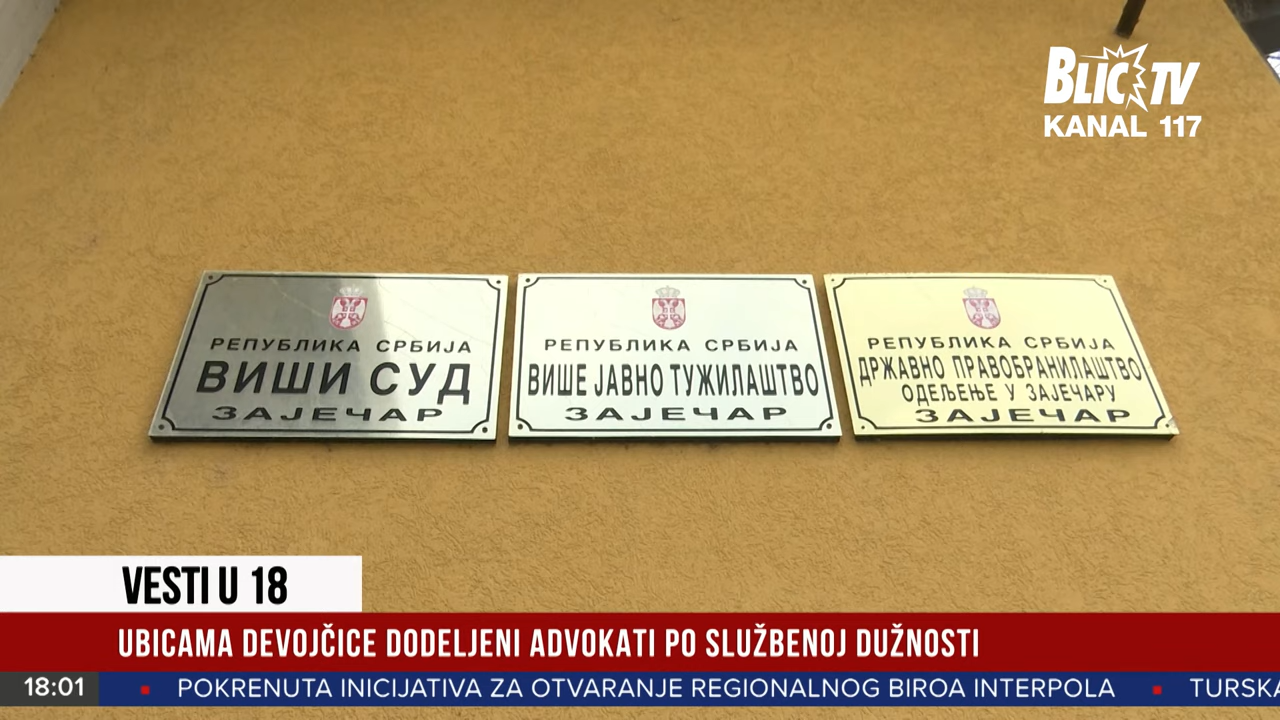 BLIC TV
KANAL 117
РЕПУБЛИКА СРБИЈА
ВИШИ СУД
ЗАЈЕЧАР
РЕПУБЛИКА СРБИЈА
ВИШЕ ЈАВНО ТУЖИЛАШТВО
ЗАЈЕЧАР
РЕПУБЛИКА СРБИЈА
ДРЖАВНО ПРАВОБРАНИЛАШТВО
ОДЕЉЕЊЕ У ЗАЈЕЧАРУ
ЗАЈЕЧАР
VESTI U 18
UBICAMA DEVOJČICE DODELJENI ADVOKATI PO SLUŽBENOJ DUŽNOSTI
18:01 POKRENUTA INICIJATIVA ZA OTVARANJE REGIONALNOG BIROA INTERPOLA TURSKA